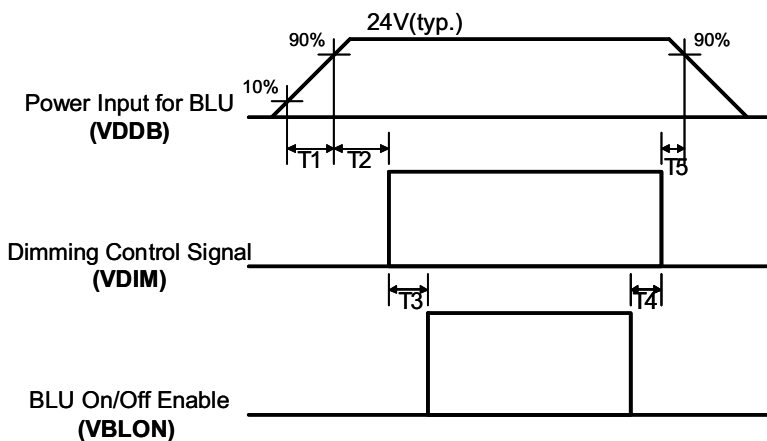 24V(typ.)
90%
90%
10%
Power Input for BLU
(VDDB)
T1
T2
T5
Dimming Control Signal
(VDIM)
T3
T4
BLU On/Off Enable
(VBLON)